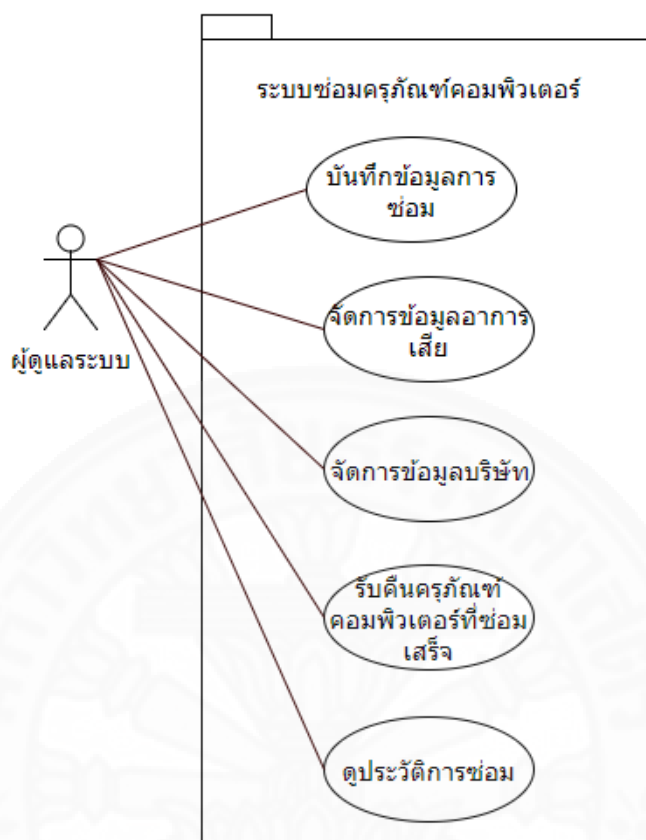 ระบบซ่อมครุภัณฑ์คอมพิวเตอร์
บันทึกข้อมูลการ
ซ่อม
จัดการข้อมูลอาการ
เสีย
ผู้ดูแลระบบ
จัดการข้อมูลบริษัท
รับคืนครุภัณฑ์
คอมพิวเตอร์ที่ซ่อม
เสร็จ
ดูประวัติการซ่อม